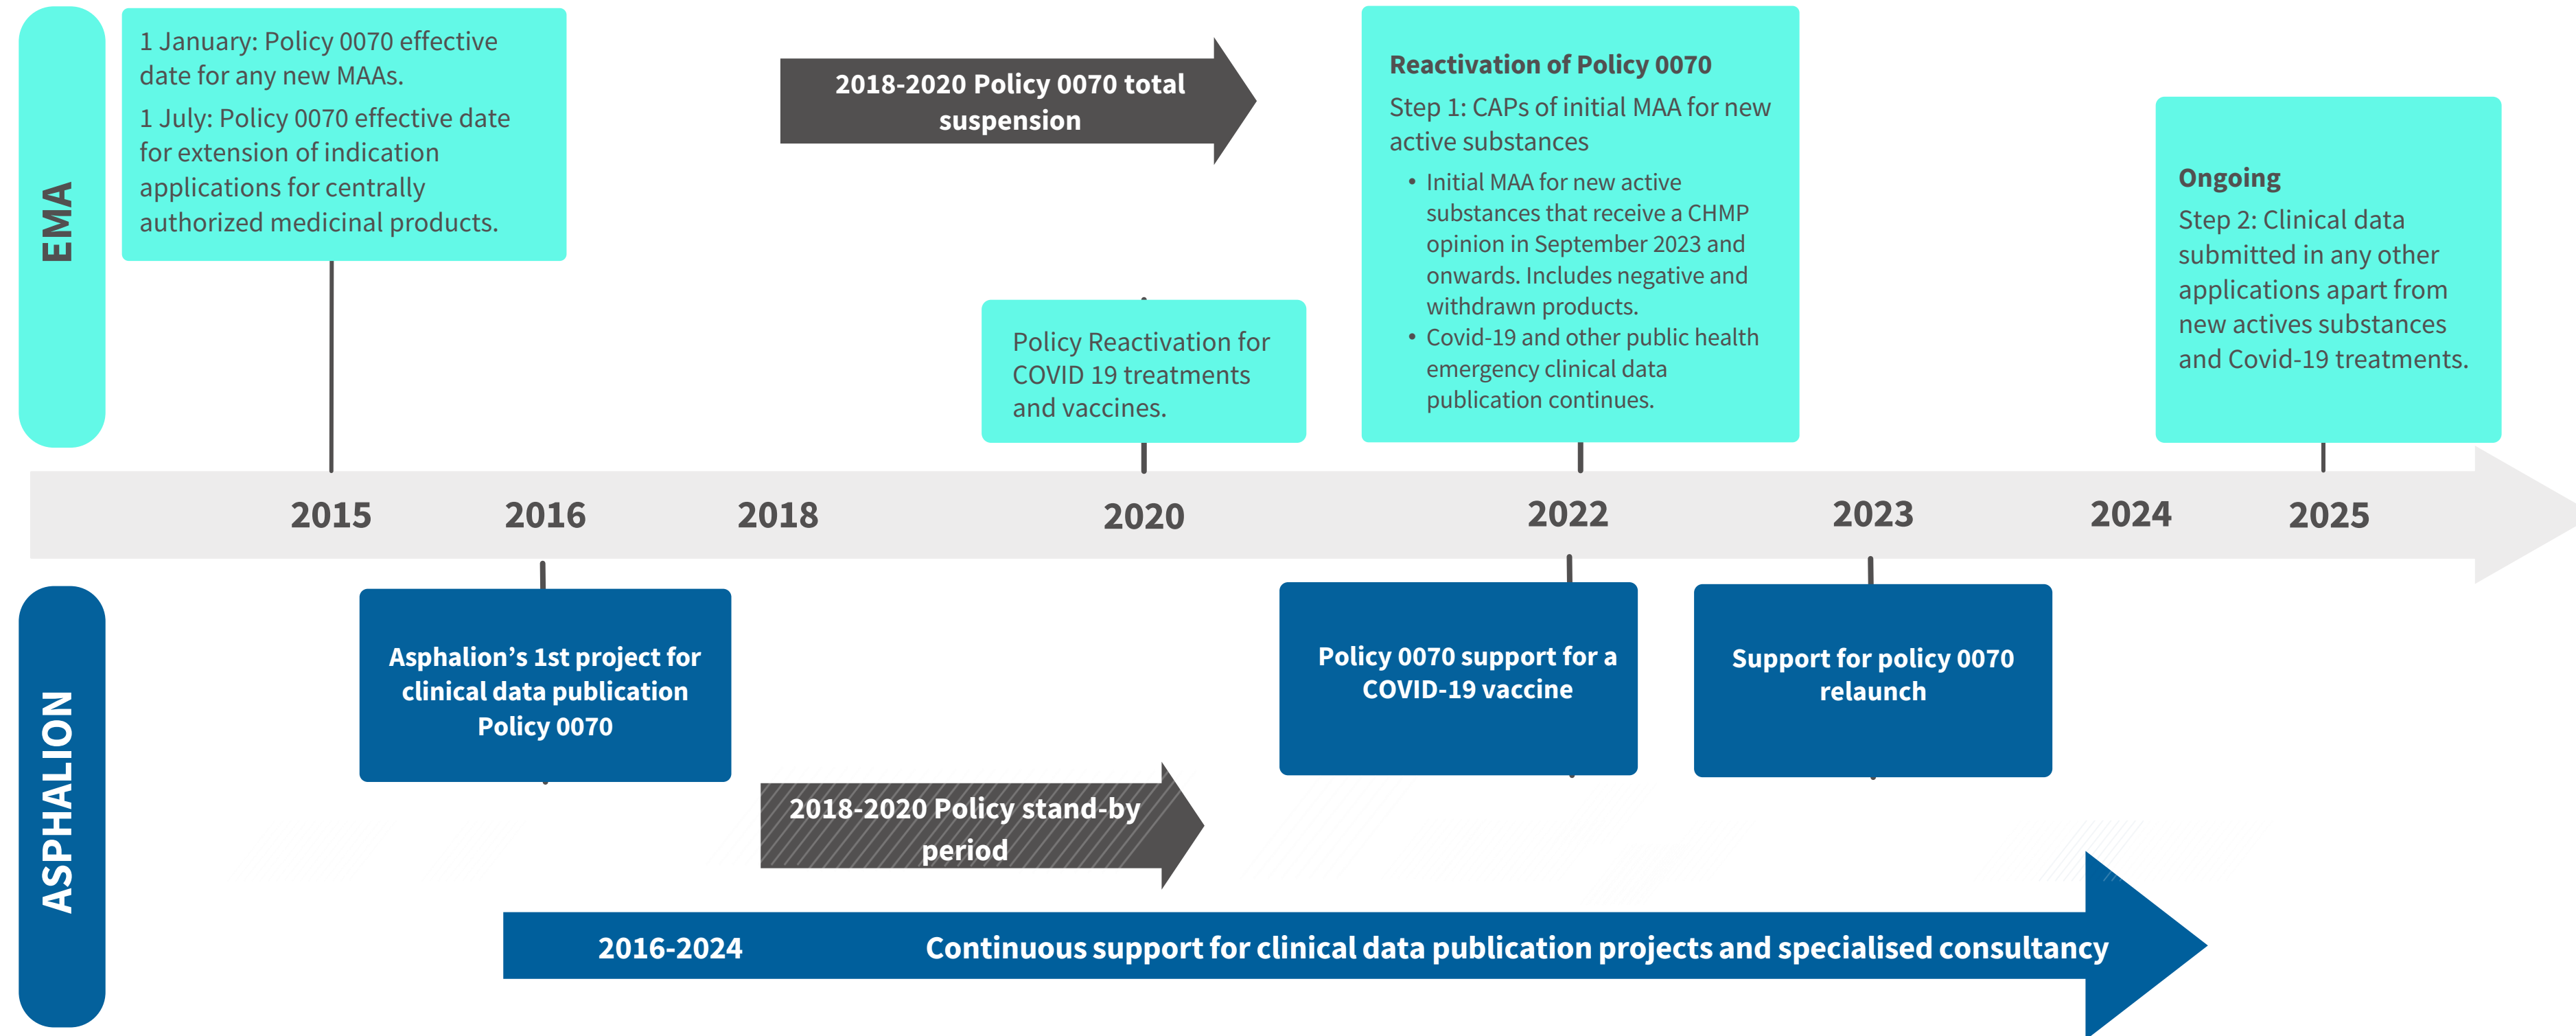 EMA
1 January: Policy 0070 effective
date for any new MAAs.
1 July: Policy 0070 effective date
for extension of indication
applications for centrally
authorized medicinal products.
2018-2020 Policy 0070 total
suspension
Policy Reactivation for
COVID 19 treatments
and vaccines.
Reactivation of Policy 0070
Step 1: CAPs of initial MAA for new
active substances
• Initial MAA for new active
substances that receive a CHMP
opinion in September 2023 and
onwards. Includes negative and
withdrawn products.
• Covid-19 and other public health
emergency clinical data
publication continues.
Ongoing
Step 2: Clinical data
submitted in any other
applications apart from
new actives substances
and Covid-19 treatments.
2015 2016 2018 2020 2022 2023 2024 2025
ASPHALION
Asphalion’s 1st project for
clinical data publication
Policy 0070
Policy 0070 support for a
COVID-19 vaccine
Support for policy 0070
relaunch
2018-2020 Policy stand-by
period
2016-2024 Continuous support for clinical data publication projects and specialised consultancy